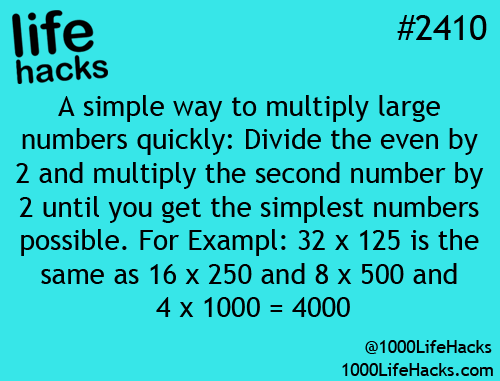 life
hacks
#2410
A simple way to multiply large
numbers quickly: Divide the even by
2 and multiply the second number by
2 until you get the simplest numbers
possible. For Exampl: 32 x 125 is the
same as 16 x 250 and 8 x 500 and
4 x 1000 = 4000
@1000LifeHacks
1000LifeHacks.com